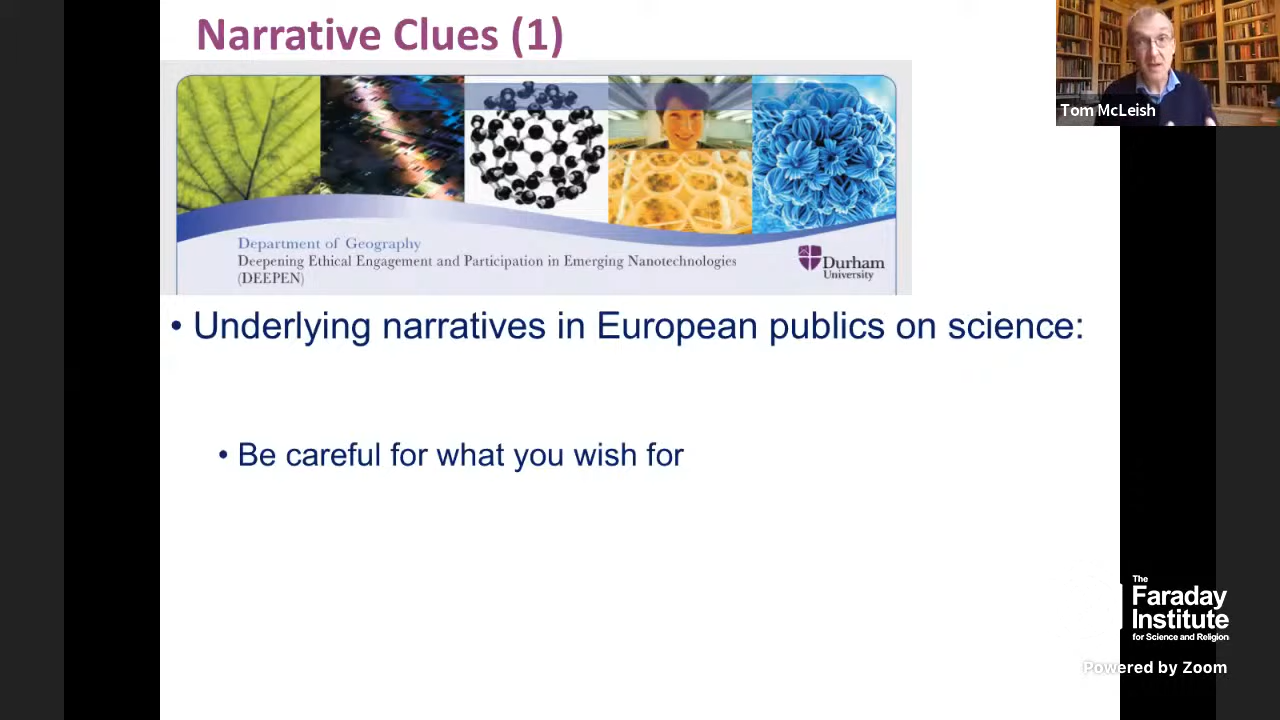 Narrative Clues (1)
Tom McLeish
Department of Geography
Deepening Ethical Engagement and Participation in Emerging Nanotechnologies
(DEEPEN)
Durham
University
• Underlying narratives in European publics on science:
• Be careful for what you wish for
The
Faraday
Institute
for Science and Religion
Powered by Zoom